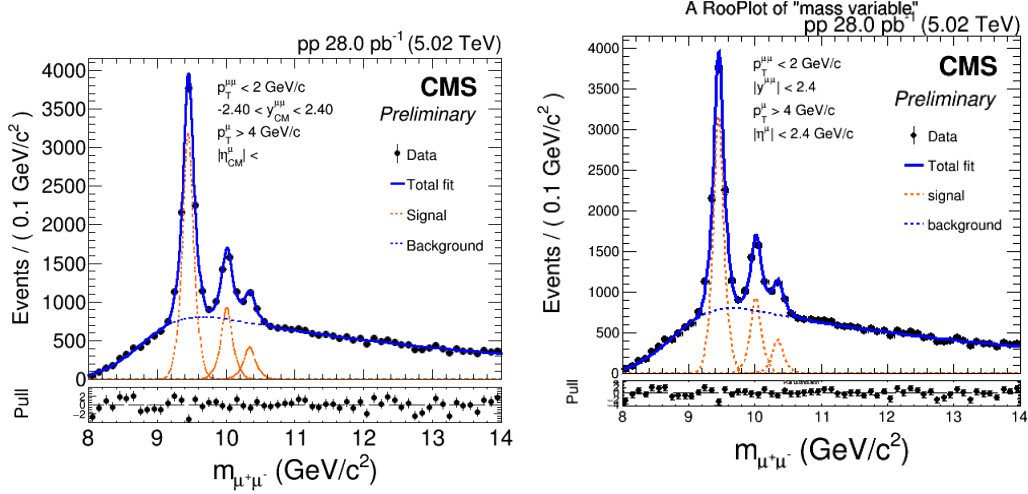 pp 28.0 pb⁻¹ (5.02 TeV)
CMS
Preliminary
p_T^μμ < 2 GeV/c
-2.40 < y_CM^μμ < 2.40
p_T^μ > 4 GeV/c
|η_CM^μ| <
Data
Total fit
Signal
Background
Events / ( 0.1 GeV/c² )
4000
3500
3000
2500
2000
1500
1000
500
0
Pull
2
0
-2
8 9 10 11 12 13 14
m_μ⁺μ⁻ (GeV/c²)
A RooPlot of "mass variable"
pp 28.0 pb⁻¹ (5.02 TeV)
CMS
Preliminary
p_T^μμ < 2 GeV/c
|y^μμ| < 2.4
p_T^μ > 4 GeV/c
|η^μ| < 2.4 GeV/c
Data
Total fit
signal
background
Events / ( 0.1 GeV/c² )
4000
3500
3000
2500
2000
1500
1000
500
0
Pull
8 9 10 11 12 13 14
m_μ⁺μ⁻ (GeV/c²)